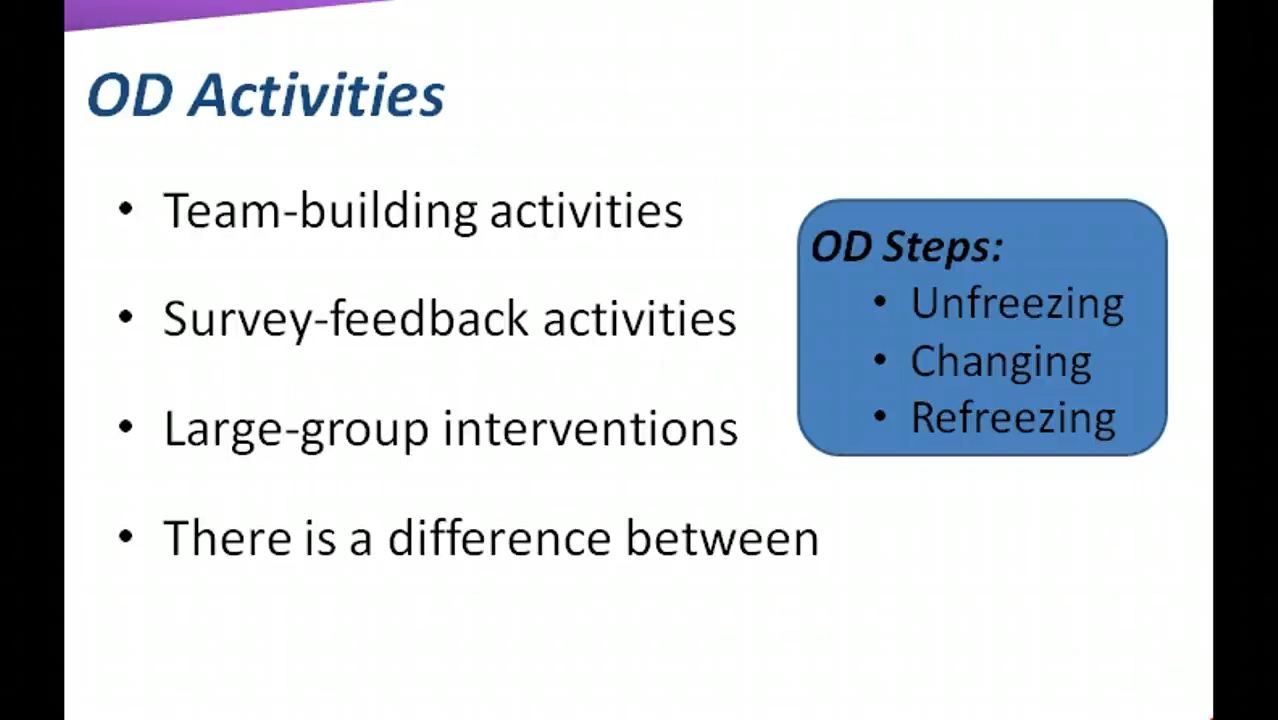 OD Activities
• Team-building activities
• Survey-feedback activities
• Large-group interventions
• There is a difference between
OD Steps:
• Unfreezing
• Changing
• Refreezing